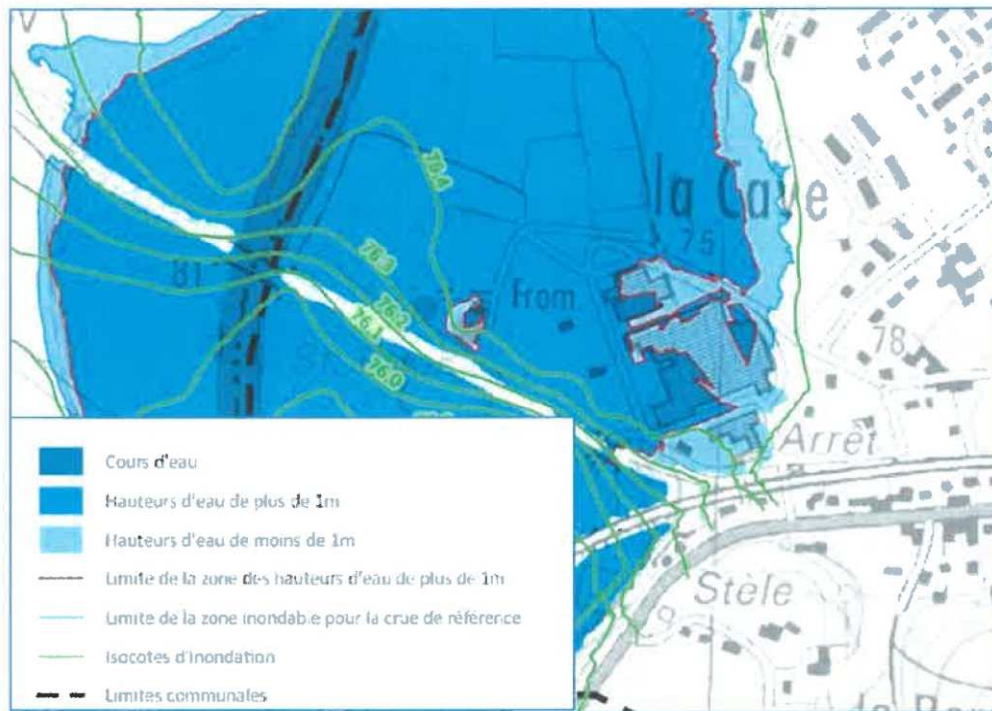 76.4
la Cave
75
76.3
81
From
76.2
76.1
78
76.0
Arrêt
Cours d'eau
Hauteurs d'eau de plus de 1m
Hauteurs d'eau de moins de 1m
Limite de la zone des hauteurs d'eau de plus de 1m
Stèle
Limite de la zone inondable pour la crue de référence
Isocotes d'inondation
Limites communales